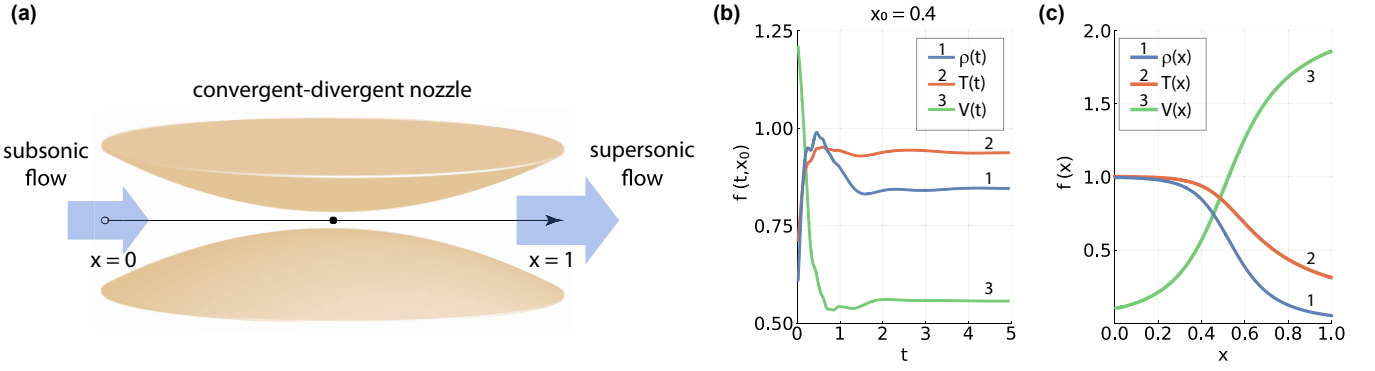 (a)
convergent-divergent nozzle
subsonic
flow
supersonic
flow
x = 0
x = 1
(b)
x₀ = 0.4
f (t,x₀)
1.25
1.00
0.75
0.50
0
1
2
3
4
5
t
1 ρ(t)
2 T(t)
3 V(t)
2
1
3
(c)
f (x)
2.0
1.5
1.0
0.5
0.0
0.2
0.4
0.6
0.8
1.0
x
1 ρ(x)
2 T(x)
3 V(x)
3
2
1